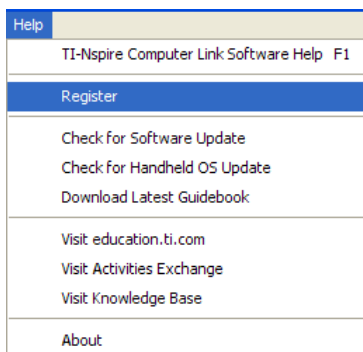 Help
TI-Nspire Computer Link Software Help F1
Register
Check for Software Update
Check for Handheld OS Update
Download Latest Guidebook
Visit education.ti.com
Visit Activities Exchange
Visit Knowledge Base
About